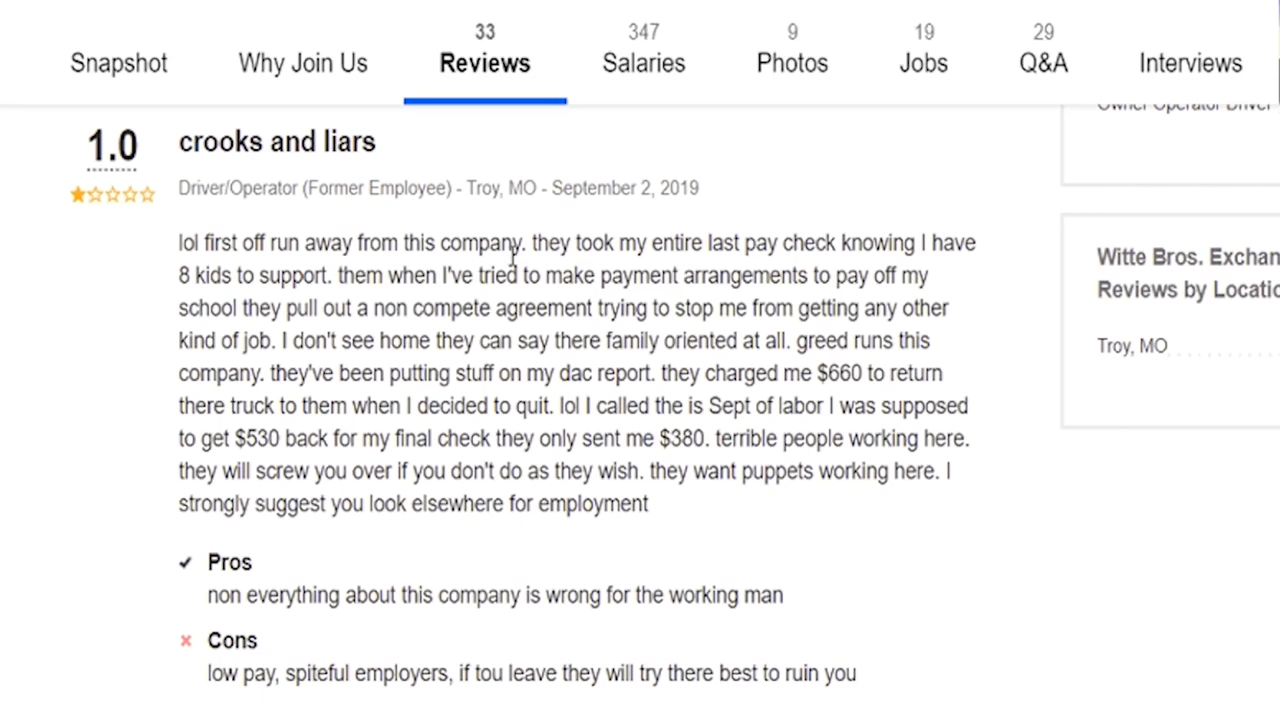 33 347 9 19 29
Snapshot Why Join Us Reviews Salaries Photos Jobs Q&A Interviews
Owner Operator Driver
1.0 crooks and liars
Driver/Operator (Former Employee) - Troy, MO - September 2, 2019
lol first off run away from this company. they took my entire last pay check knowing I have
8 kids to support. them when I've tried to make payment arrangements to pay off my
school they pull out a non compete agreement trying to stop me from getting any other
kind of job. I don't see home they can say there family oriented at all. greed runs this
company. they've been putting stuff on my dac report. they charged me $660 to return
there truck to them when I decided to quit. lol I called the is Sept of labor I was supposed
to get $530 back for my final check they only sent me $380. terrible people working here.
they will screw you over if you don't do as they wish. they want puppets working here. I
strongly suggest you look elsewhere for employment
Pros
non everything about this company is wrong for the working man
Cons
low pay, spiteful employers, if tou leave they will try there best to ruin you
Witte Bros. Exchan
Reviews by Locatio
Troy, MO